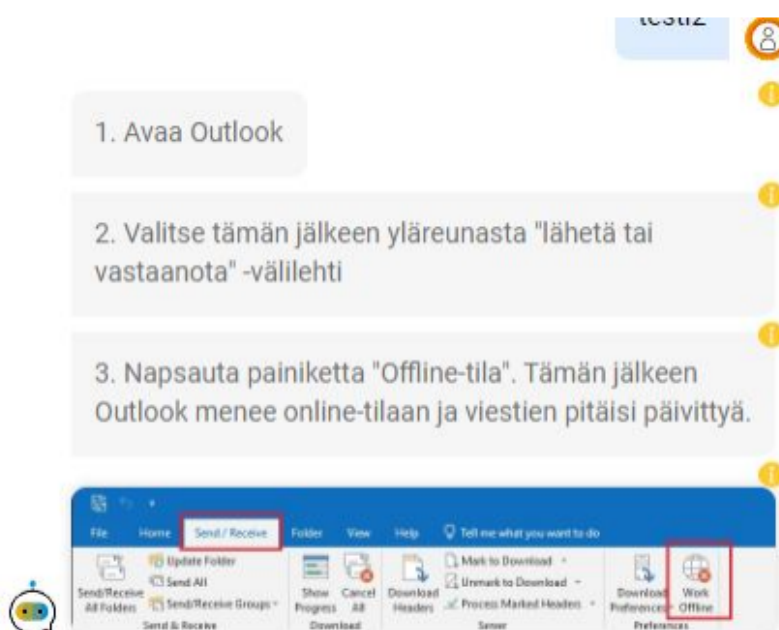 testi2
1. Avaa Outlook
2. Valitse tämän jälkeen yläreunasta "lähetä tai
vastaanota" -välilehti
3. Napsauta painiketta "Offline-tila". Tämän jälkeen
Outlook menee online-tilaan ja viestien pitäisi päivittyä.
File Home Send / Receive Folder View Help Tell me what you want to do
Send/Receive
All Folders
Update Folder
Send All
Send/Receive Groups
Send & Receive
Show
Progress
Cancel
All
Download
Download
Headers
Mark to Download
Unmark to Download
Process Marked Headers
Server
Download
Preferences
Work
Offline
Preferences